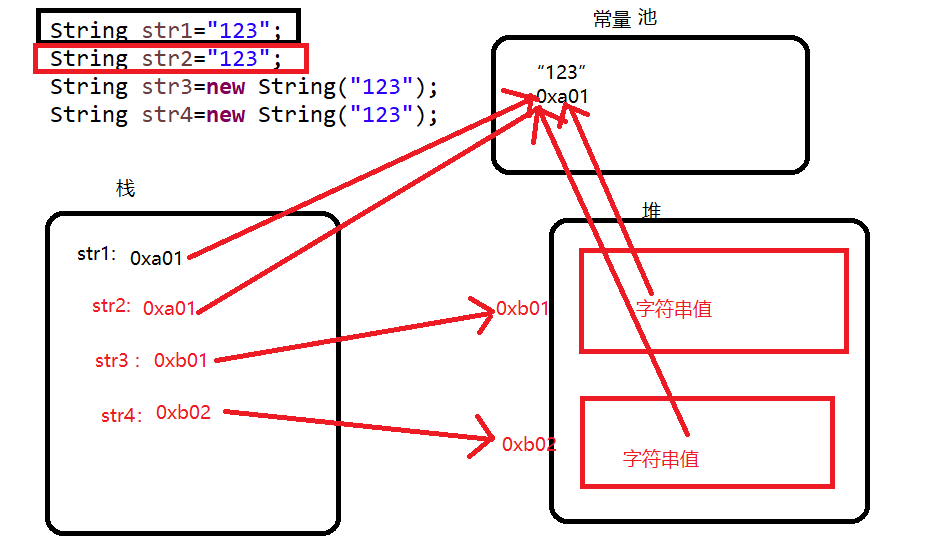 String str1="123";
String str2="123";
String str3=new String("123");
String str4=new String("123");
常量 池
“123”
0xa01
栈
str1: 0xa01
str2: 0xa01
str3 : 0xb01
str4: 0xb02
堆
0xb01
字符串值
0xb02
字符串值